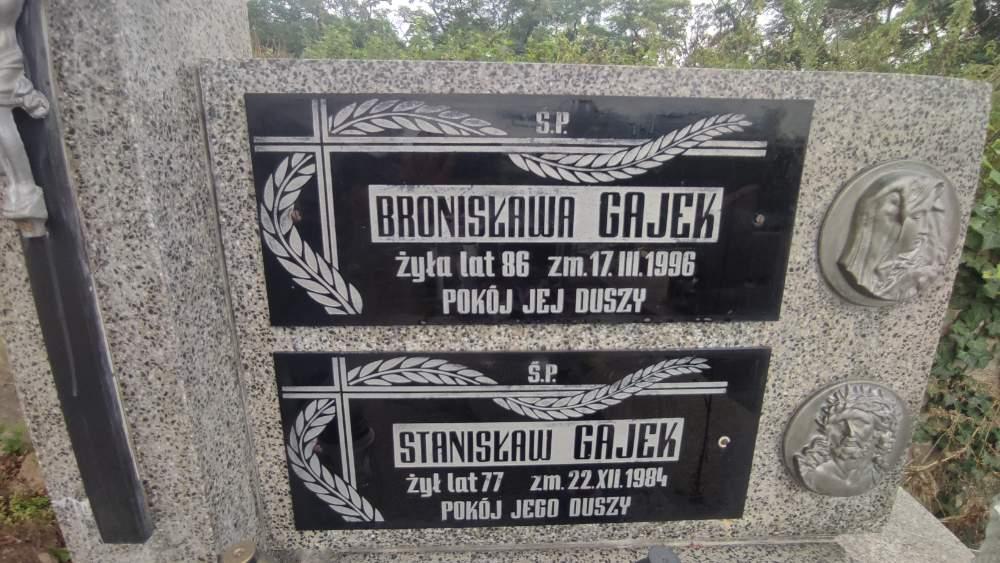 Ś.P.
BRONISŁAWA GAJEK
żyła lat 86 zm. 17. III. 1996
POKÓJ JEJ DUSZY
Ś.P.
STANISŁAW GAJEK
żył lat 77 zm. 22. XII. 1984
POKÓJ JEGO DUSZY